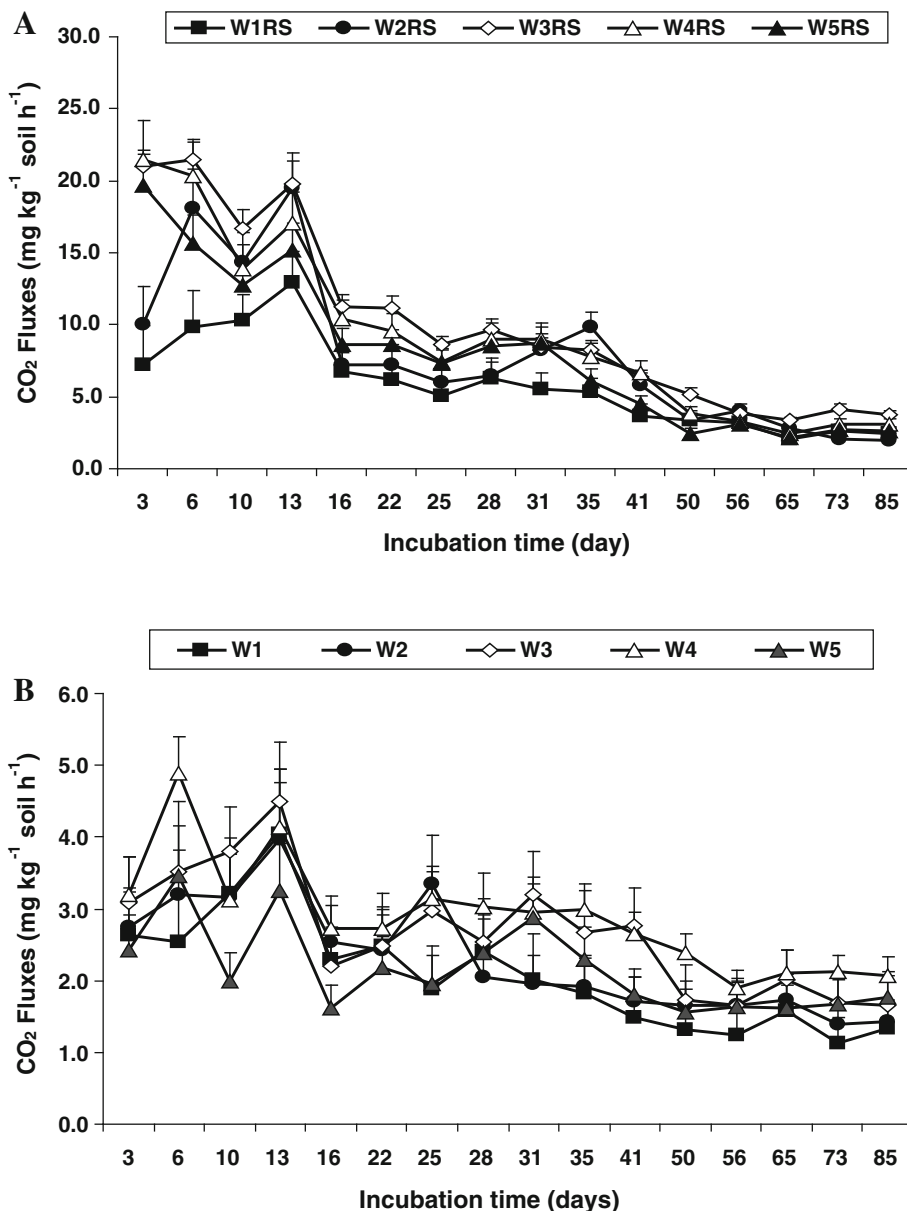 A
W1RS W2RS W3RS W4RS W5RS
30.0
25.0
20.0
15.0
10.0
5.0
0.0
CO₂ Fluxes (mg kg⁻¹ soil h⁻¹)
3 6 10 13 16 22 25 28 31 35 41 50 56 65 73 85
Incubation time (day)
B
W1 W2 W3 W4 W5
6.0
5.0
4.0
3.0
2.0
1.0
0.0
CO₂ Fluxes (mg kg⁻¹ soil h⁻¹)
3 6 10 13 16 22 25 28 31 35 41 50 56 65 73 85
Incubation time (days)